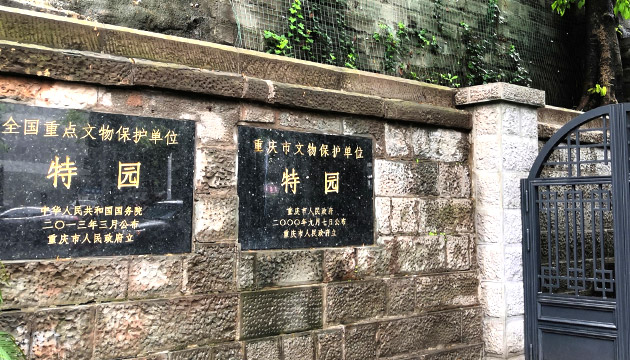 全国重点文物保护单位
特园
中华人民共和国国务院
二〇一三年三月公布
重庆市人民政府立
重庆市文物保护单位
特园
重庆市人民政府
二〇〇〇年九月七日公布
重庆市人民政府立